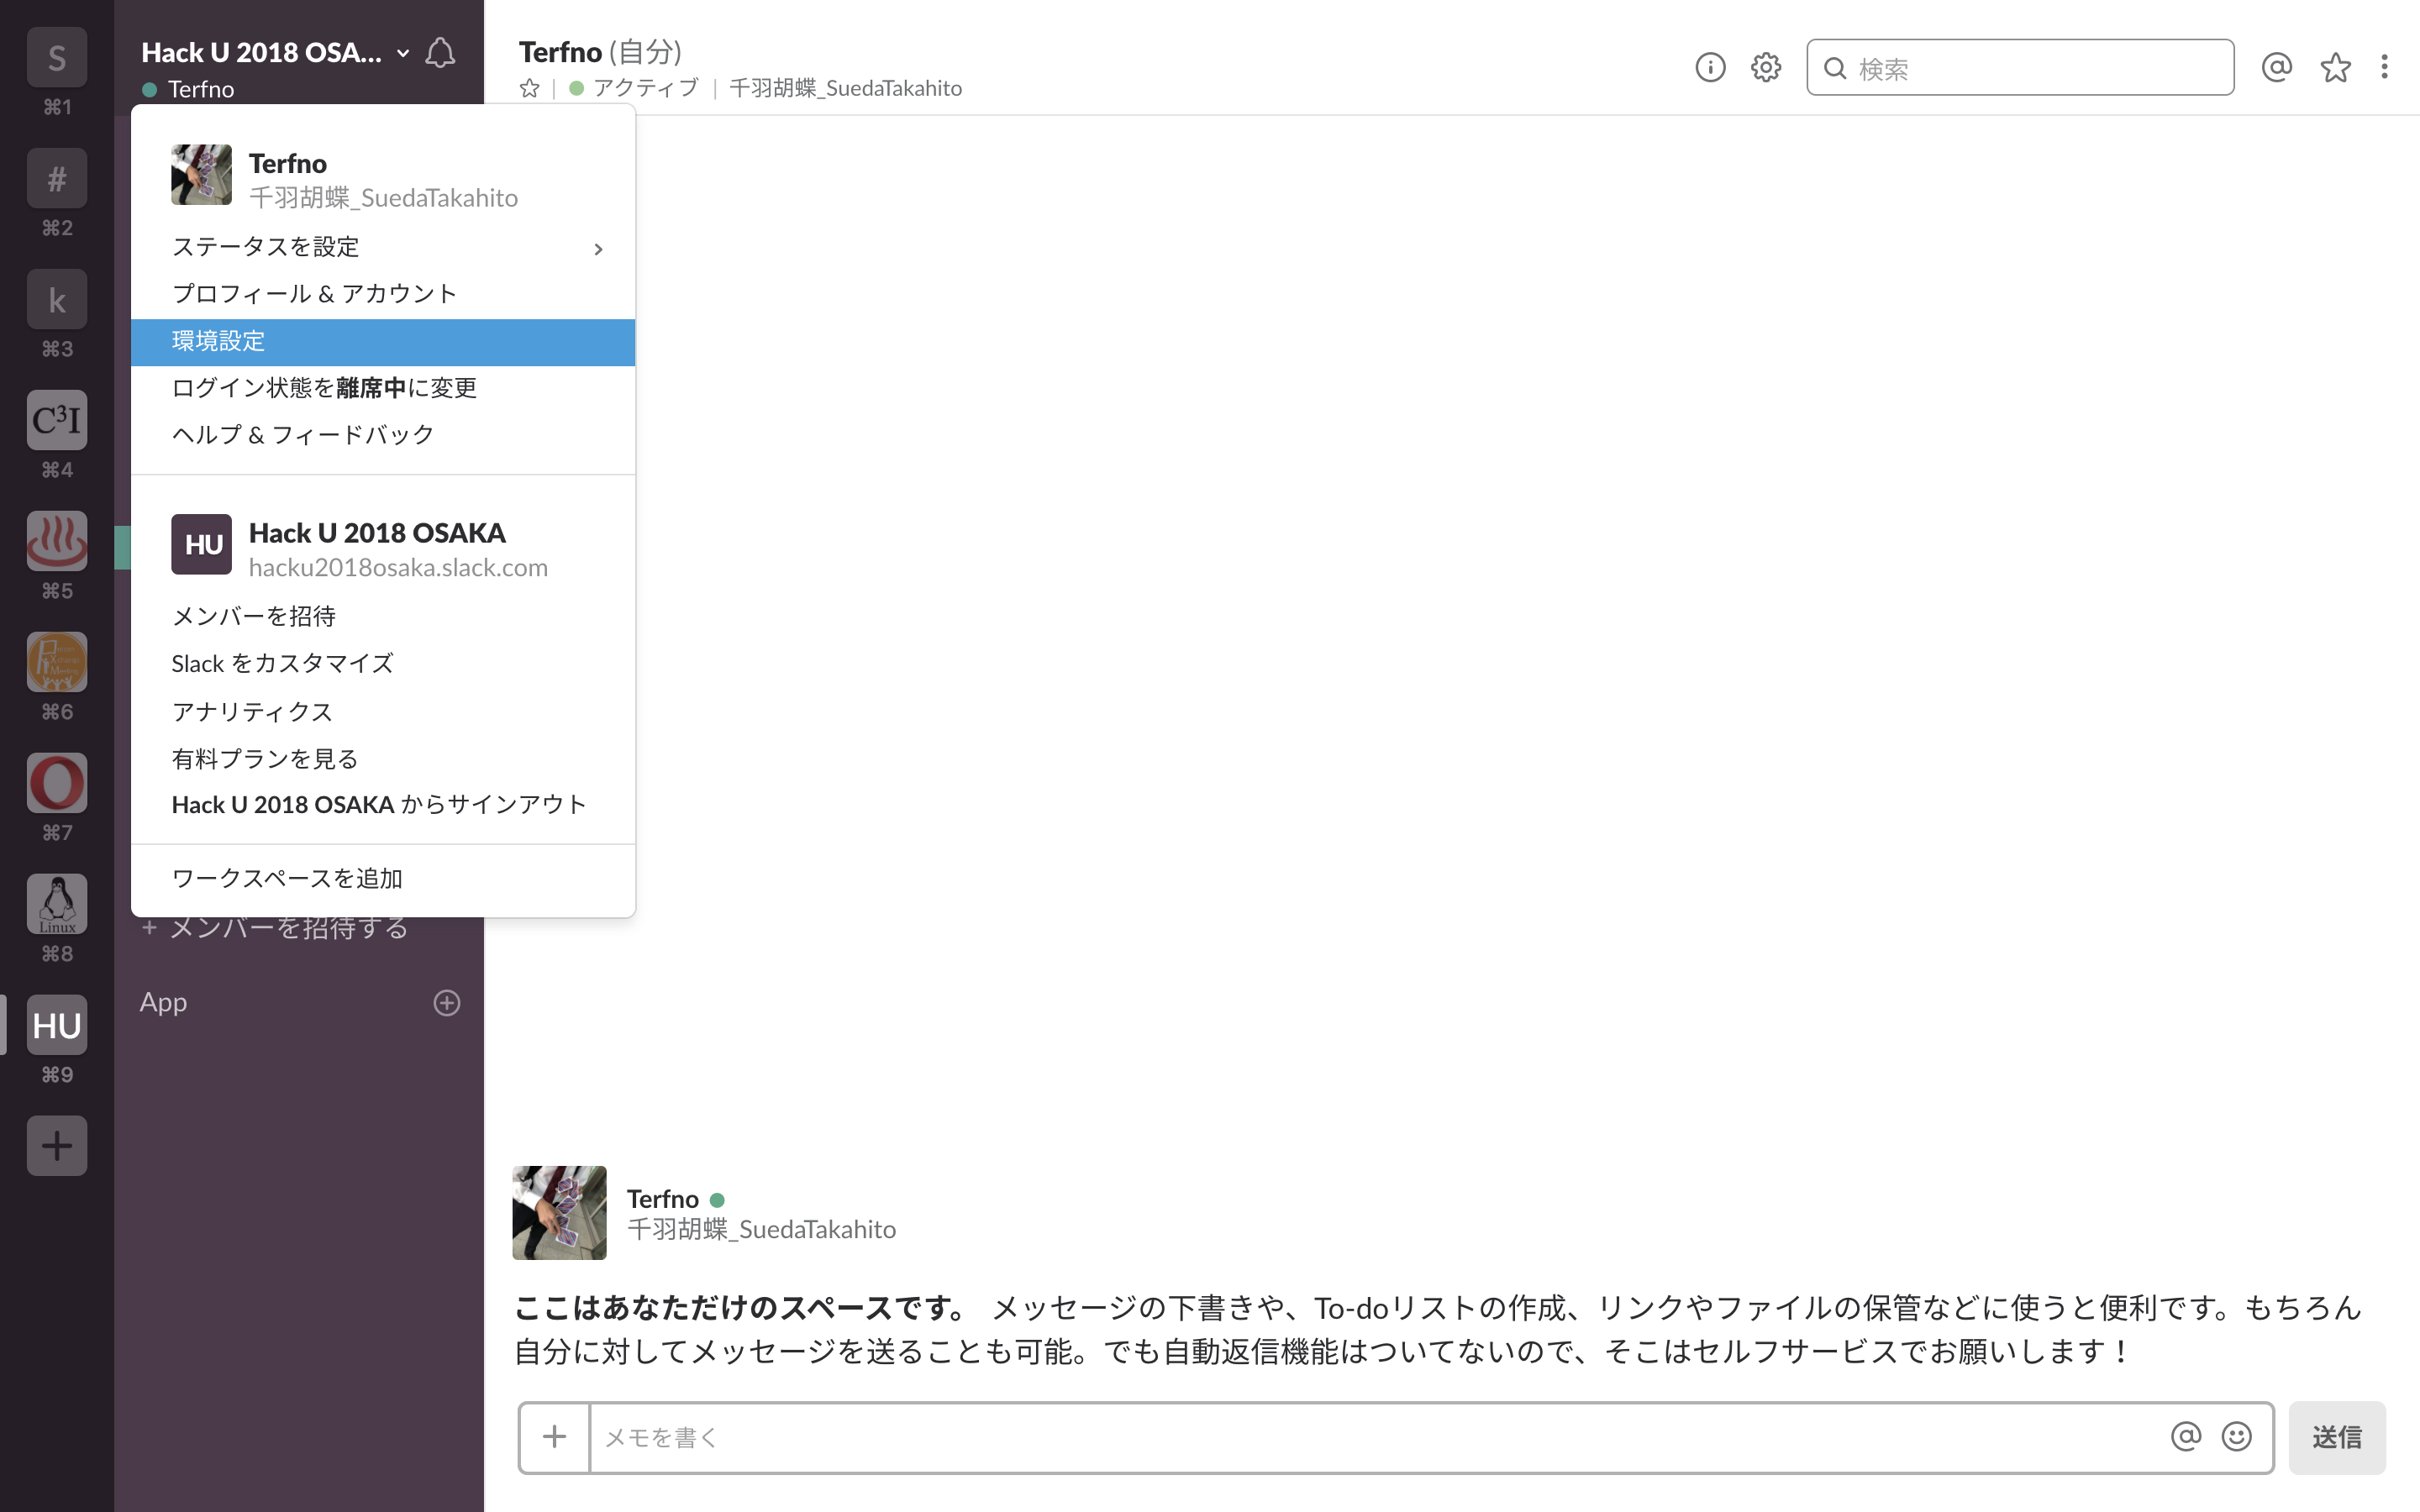 S
⌘1
#
⌘2
k
⌘3
C³I
⌘4
⌘5
⌘6
⌘7
Linux
⌘8
HU
⌘9
Hack U 2018 OSA...
Terfno
Terfno
千羽胡蝶_SuedaTakahito
ステータスを設定
プロフィール & アカウント
環境設定
ログイン状態を離席中に変更
ヘルプ & フィードバック
HU
Hack U 2018 OSAKA
hacku2018osaka.slack.com
メンバーを招待
Slack をカスタマイズ
アナリティクス
有料プランを見る
Hack U 2018 OSAKA からサインアウト
ワークスペースを追加
+ メンバーを招待する
App
Terfno (自分)
アクティブ | 千羽胡蝶_SuedaTakahito
検索
Terfno
千羽胡蝶_SuedaTakahito
ここはあなただけのスペースです。 メッセージの下書きや、To-doリストの作成、リンクやファイルの保管などに使うと便利です。もちろん
自分に対してメッセージを送ることも可能。でも自動返信機能はついてないので、そこはセルフサービスでお願いします！
メモを書く
送信